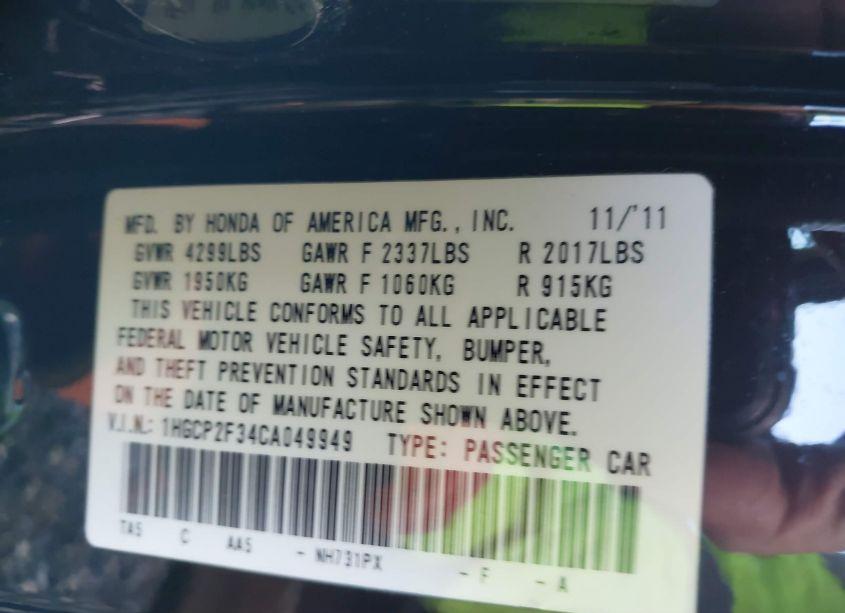 MFD. BY HONDA OF AMERICA MFG., INC. 11/'11
GVWR 4299LBS GAWR F 2337LBS R 2017LBS
GVWR 1950KG GAWR F 1060KG R 915KG
THIS VEHICLE CONFORMS TO ALL APPLICABLE
FEDERAL MOTOR VEHICLE SAFETY, BUMPER,
AND THEFT PREVENTION STANDARDS IN EFFECT
ON THE DATE OF MANUFACTURE SHOWN ABOVE.
V.I.N.: 1HGCP2F34CA049949 TYPE: PASSENGER CAR
TA5 C AA5 - NH731PX - F - A